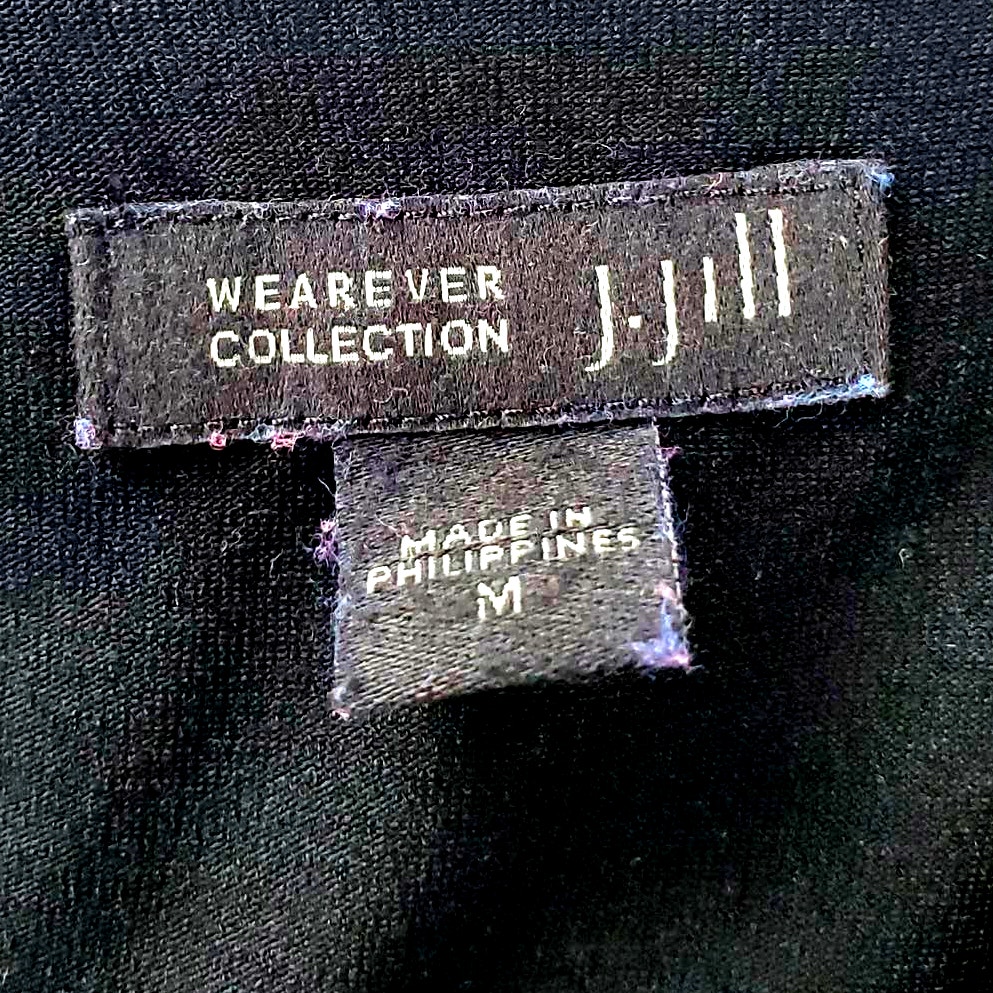 WEAREVER
COLLECTION
J.Jill
MADE IN
PHILIPPINES
M